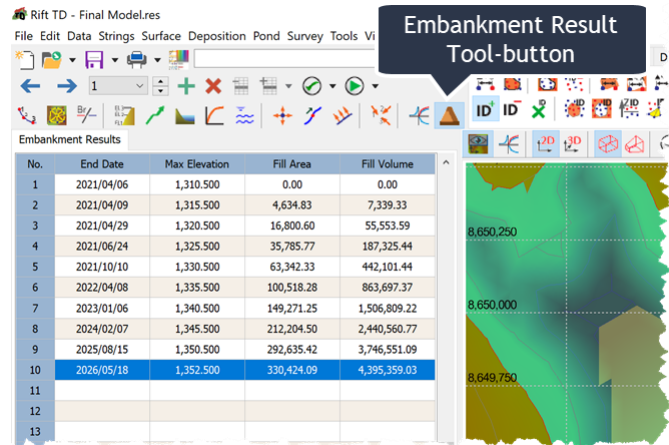 Rift TD - Final Model.res
Embankment Result
Tool-button
File Edit Data Strings Surface Deposition Pond Survey Tools Vi
D
1
Br/-
ID+ ID- ID
2D 3D
Embankment Results
No. End Date Max Elevation Fill Area Fill Volume
1 2021/04/06 1,310.500 0.00 0.00
2 2021/04/09 1,315.500 4,634.83 7,339.33
3 2021/04/29 1,320.500 16,800.60 55,553.59
4 2021/06/24 1,325.500 35,785.77 187,325.44
5 2021/10/10 1,330.500 63,342.33 442,101.44
6 2022/04/08 1,335.500 100,518.28 863,697.37
7 2023/01/06 1,340.500 149,271.25 1,506,809.22
8 2024/02/07 1,345.500 212,204.50 2,440,560.77
9 2025/08/15 1,350.500 292,635.42 3,746,551.09
10 2026/05/18 1,352.500 330,424.09 4,395,359.03
11
12
13
8,650,250
8,650,000
8,649,750